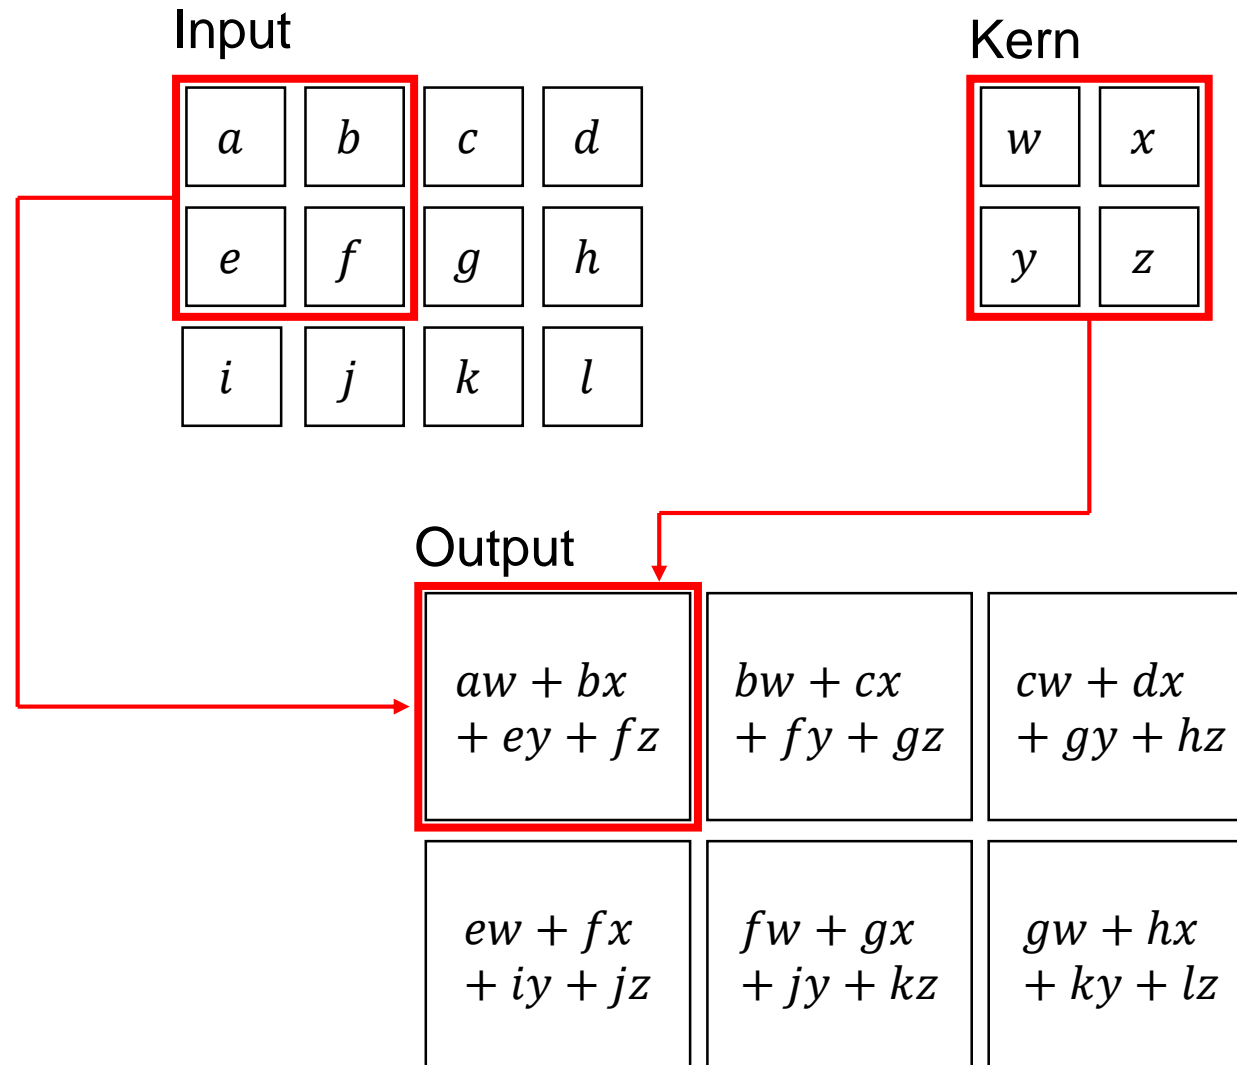 Input
Kern
a b c d
w x
e f g h
y z
i j k l
Output
aw + bx
+ ey + fz
bw + cx
+ fy + gz
cw + dx
+ gy + hz
ew + fx
+ iy + jz
fw + gx
+ jy + kz
gw + hx
+ ky + lz